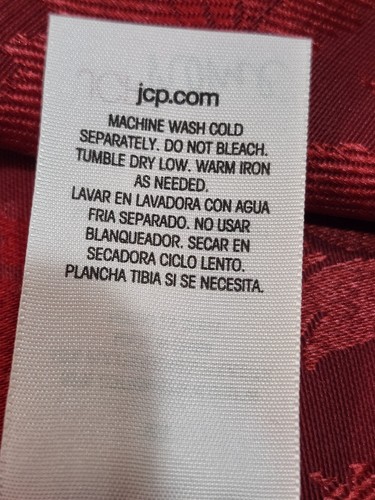 jcp.com
MACHINE WASH COLD
SEPARATELY. DO NOT BLEACH.
TUMBLE DRY LOW. WARM IRON
AS NEEDED.
LAVAR EN LAVADORA CON AGUA
FRIA SEPARADO. NO USAR
BLANQUEADOR. SECAR EN
SECADORA CICLO LENTO.
PLANCHA TIBIA SI SE NECESITA.